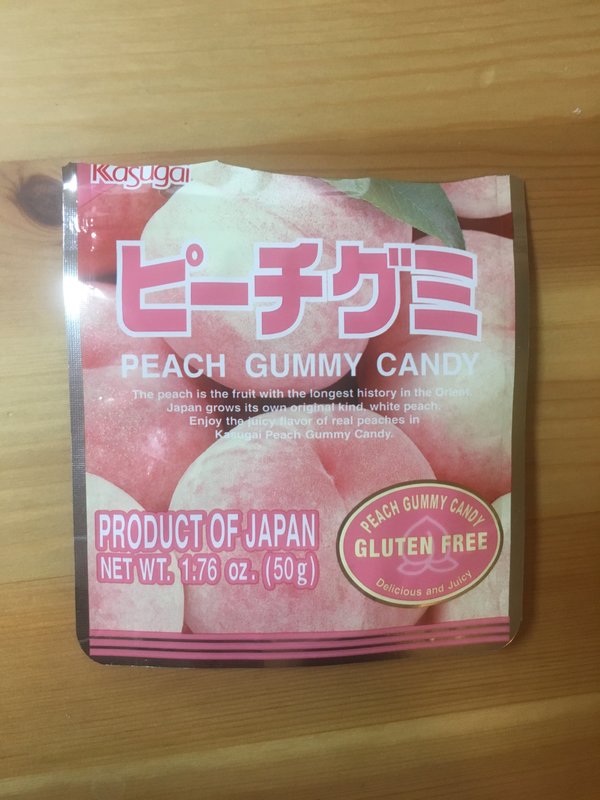 Kasugai
ピーチグミ
PEACH GUMMY CANDY
The peach is the fruit with the longest history in the Orient.
Japan grows its own original kind, white peach.
Enjoy the juicy flavor of real peaches in
Kasugai Peach Gummy Candy.
PRODUCT OF JAPAN
NET WT. 1.76 oz. (50g)
PEACH GUMMY CANDY
GLUTEN FREE
Delicious and Juicy